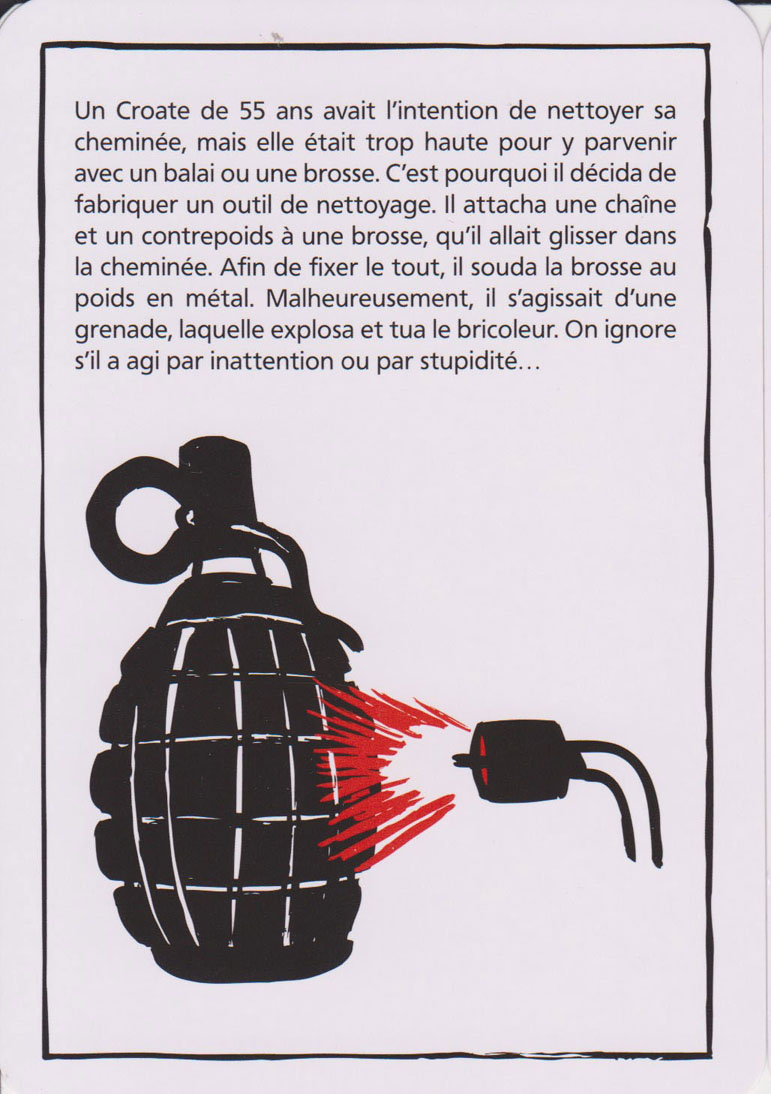 Un Croate de 55 ans avait l'intention de nettoyer sa
cheminée, mais elle était trop haute pour y parvenir
avec un balai ou une brosse. C'est pourquoi il décida de
fabriquer un outil de nettoyage. Il attacha une chaîne
et un contrepoids à une brosse, qu'il allait glisser dans
la cheminée. Afin de fixer le tout, il souda la brosse au
poids en métal. Malheureusement, il s'agissait d'une
grenade, laquelle explosa et tua le bricoleur. On ignore
s'il a agi par inattention ou par stupidité…